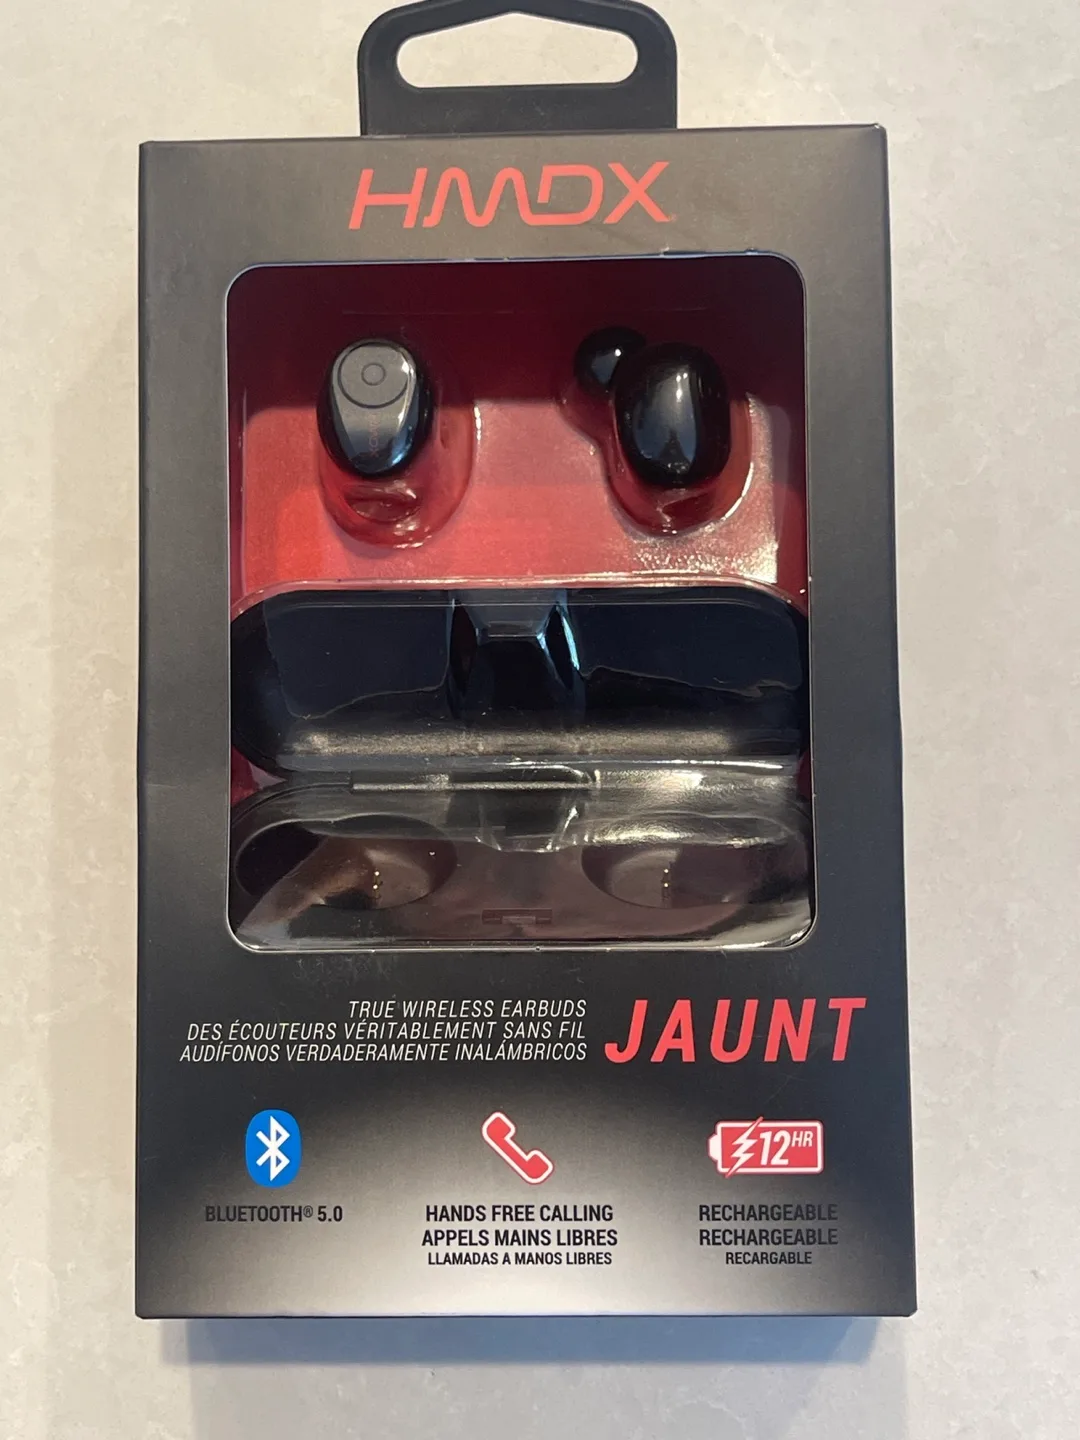 HMDX
HMDX
TRUE WIRELESS EARBUDS
DES ÉCOUTEURS VÉRITABLEMENT SANS FIL
AUDÍFONOS VERDADERAMENTE INALÁMBRICOS
JAUNT
12HR
BLUETOOTH® 5.0
HANDS FREE CALLING
APPELS MAINS LIBRES
LLAMADAS A MANOS LIBRES
RECHARGEABLE
RECHARGEABLE
RECARGABLE